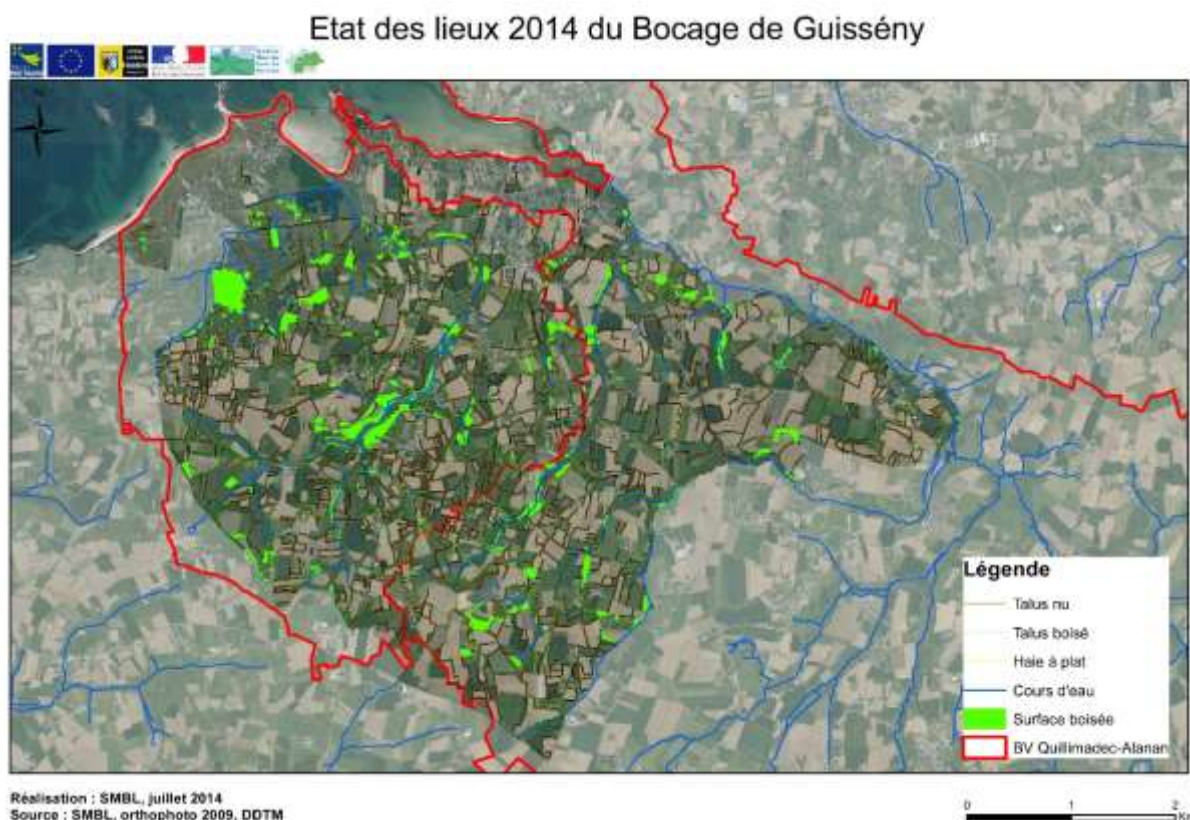 Etat des lieux 2014 du Bocage de Guissény
Légende
Talus nu
Talus boisé
Haie à plat
Cours d'eau
Surface boisée
BV Quillimadec-Alanan
Réalisation : SMBL, juillet 2014
Source : SMBL, orthophoto 2009, DDTM
0 1 2